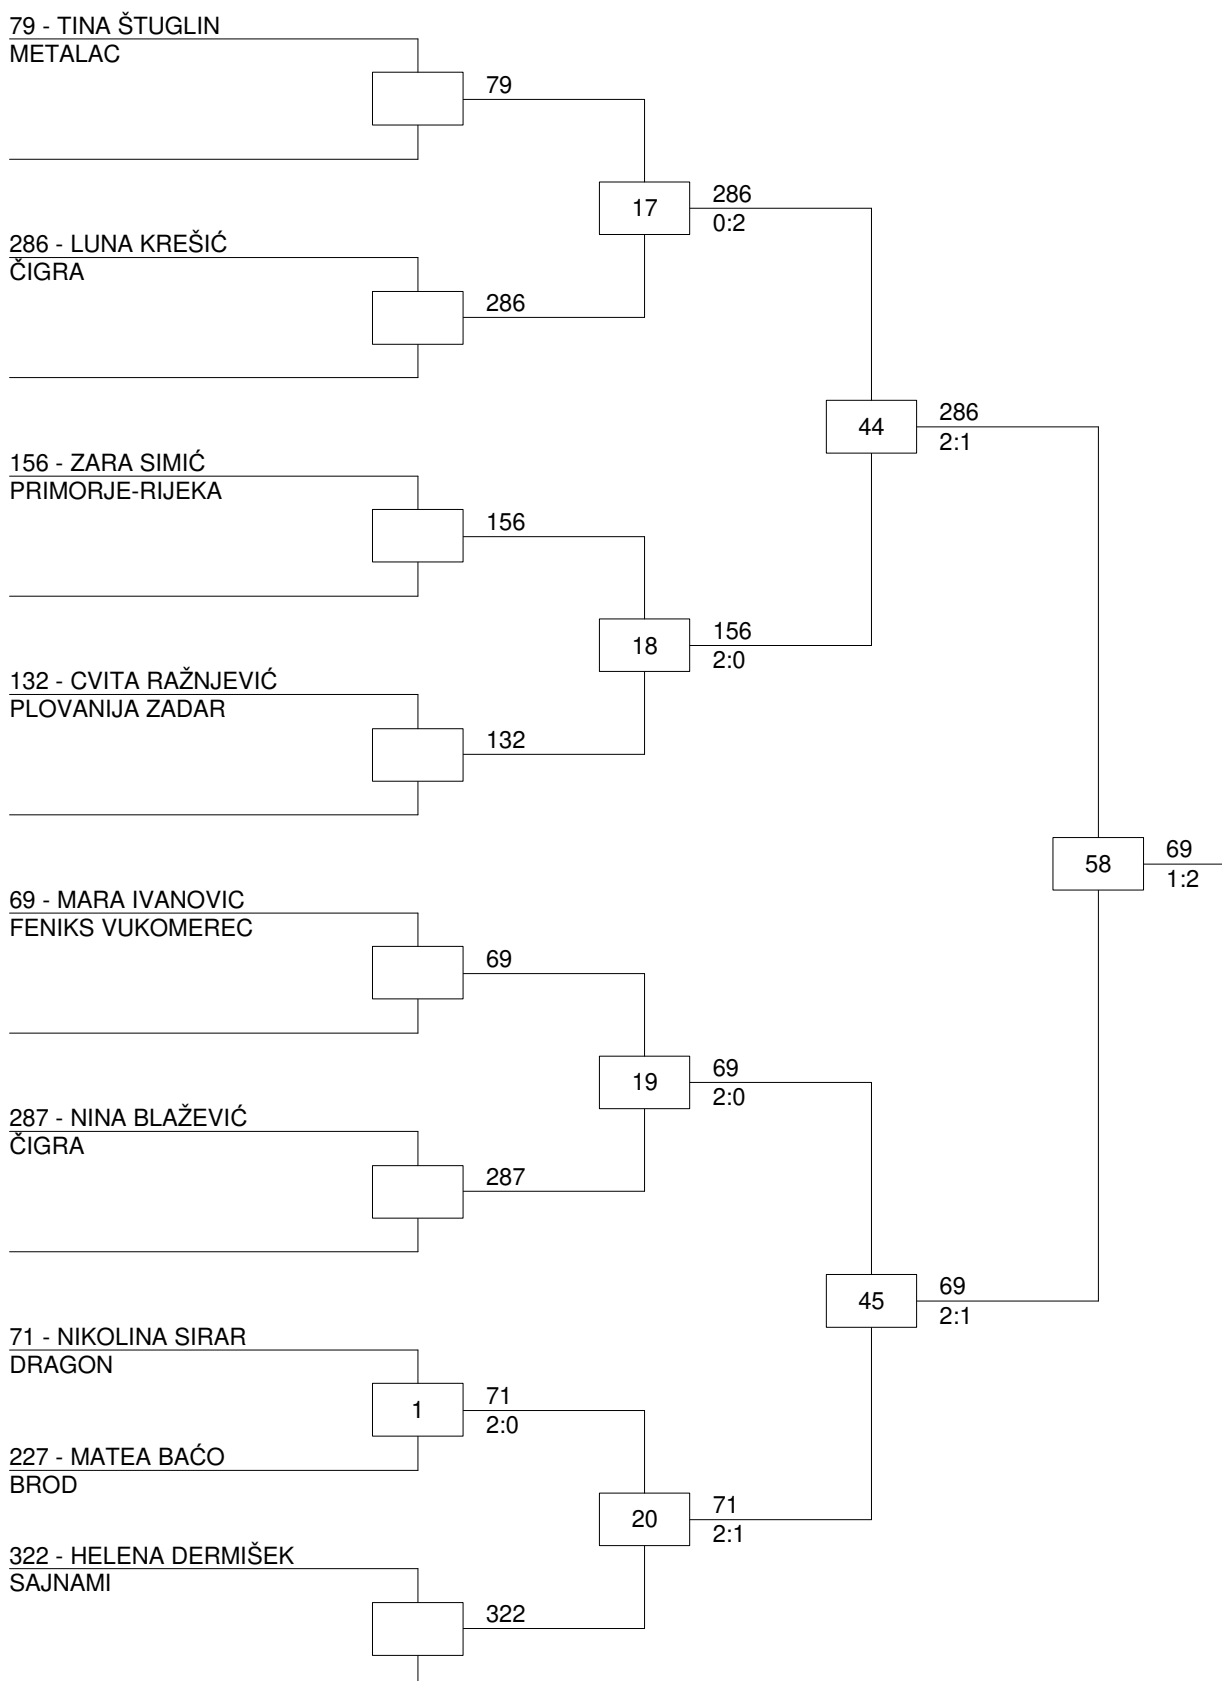 79 - TINA ŠTUGLIN
METALAC
79
17
286
0:2
286 - LUNA KREŠIĆ
ČIGRA
286
44
286
2:1
156 - ZARA SIMIĆ
PRIMORJE-RIJEKA
156
18
156
2:0
132 - CVITA RAŽNJEVIĆ
PLOVANIJA ZADAR
132
58
69
1:2
69 - MARA IVANOVIC
FENIKS VUKOMEREC
69
19
69
2:0
287 - NINA BLAŽEVIĆ
ČIGRA
287
45
69
2:1
71 - NIKOLINA SIRAR
DRAGON
1
71
2:0
227 - MATEA BAĆO
BROD
20
71
2:1
322 - HELENA DERMIŠEK
SAJNAMI
322